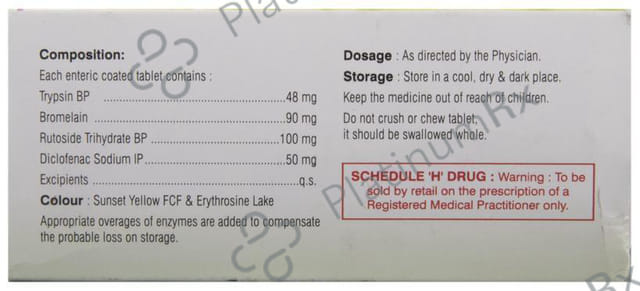 Composition:
Each enteric coated tablet contains :
Trypsin BP ..........................................48 mg
Bromelain ..........................................90 mg
Rutoside Trihydrate BP ..............................100 mg
Diclofenac Sodium IP ..............................50 mg
Excipients ..........................................q.s.
Colour : Sunset Yellow FCF & Erythrosine Lake
Appropriate overages of enzymes are added to compensate
the probable loss on storage.
Dosage : As directed by the Physician.
Storage : Store in a cool, dry & dark place.
Keep the medicine out of reach of children.
Do not crush or chew tablet,
it should be swallowed whole.
SCHEDULE 'H' DRUG : Warning : To be
sold by retail on the prescription of a
Registered Medical Practitioner only.
PlatinumRx